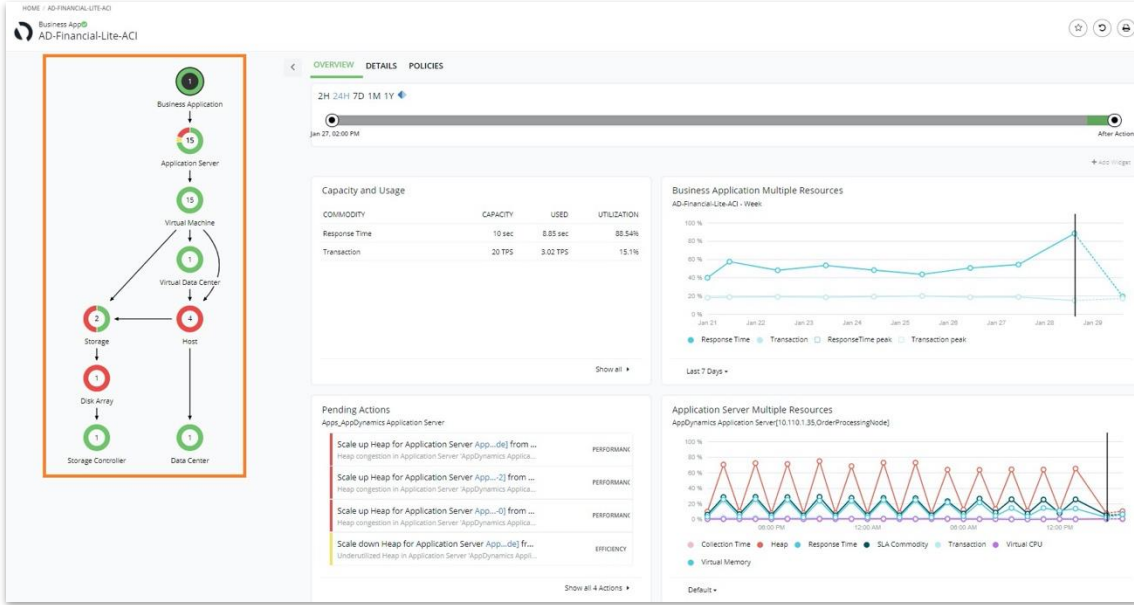 HOME / AD-FINANCIAL-LITE-ACI
Business App
AD-Financial-Lite-ACI
1
Business Application
15
Application Server
15
Virtual Machine
1
Virtual Data Center
2
Storage
4
Host
1
Disk Array
1
Storage Controller
1
Data Center
OVERVIEW DETAILS POLICIES
2H 24H 7D 1M 1Y
Jan 27, 02:00 PM
After Action
+ Add Widget
Capacity and Usage
COMMODITY CAPACITY USED UTILIZATION
Response Time 10 sec 8.85 sec 88.54%
Transaction 20 TPS 3.02 TPS 15.1%
Show all
Business Application Multiple Resources
AD-Financial-Lite-ACI - Week
100 %
80 %
60 %
40 %
20 %
0 %
Jan 21 Jan 22 Jan 23 Jan 24 Jan 25 Jan 26 Jan 27 Jan 28 Jan 29
Response Time Transaction ResponseTime peak Transaction peak
Last 7 Days
Pending Actions
Apps_AppDynamics Application Server
Scale up Heap for Application Server App...de] from ...
Heap congestion in Application Server 'AppDynamics Applica...
PERFORMANC
Scale up Heap for Application Server App...-2] from ...
Heap congestion in Application Server 'AppDynamics Applica...
PERFORMANC
Scale up Heap for Application Server App...-0] from ...
Heap congestion in Application Server 'AppDynamics Applica...
PERFORMANC
Scale down Heap for Application Server App...de] fr...
Underutilized Heap in Application Server 'AppDynamics Appli...
EFFICIENCY
Show all 4 Actions
Application Server Multiple Resources
AppDynamics Application Server[10.110.1.35,OrderProcessingNode]
100 %
80 %
60 %
40 %
20 %
0 %
06:00 PM 12:00 AM 06:00 AM 12:00 PM
Collection Time Heap Response Time SLA Commodity Transaction Virtual CPU
Virtual Memory
Default